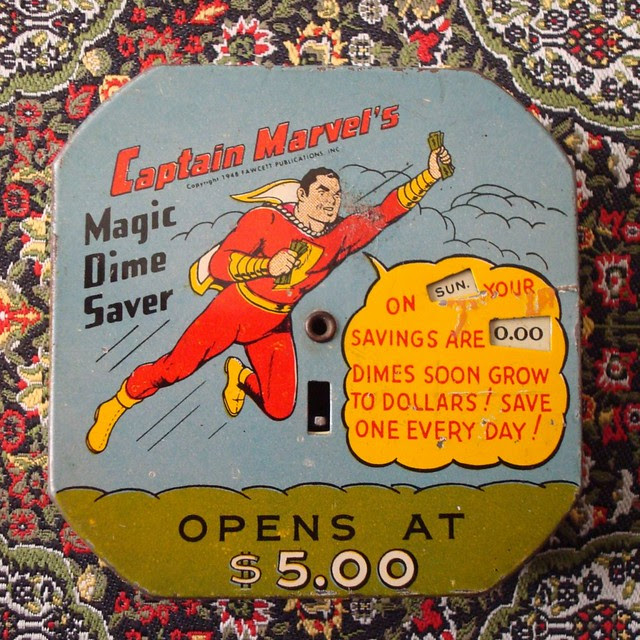 Captain Marvel's
Copyright 1948 FAWCETT PUBLICATIONS, INC.
Magic
Dime
Saver
ON SUN. YOUR
SAVINGS ARE 0.00
DIMES SOON GROW
TO DOLLARS! SAVE
ONE EVERY DAY!
OPENS AT
$5.00